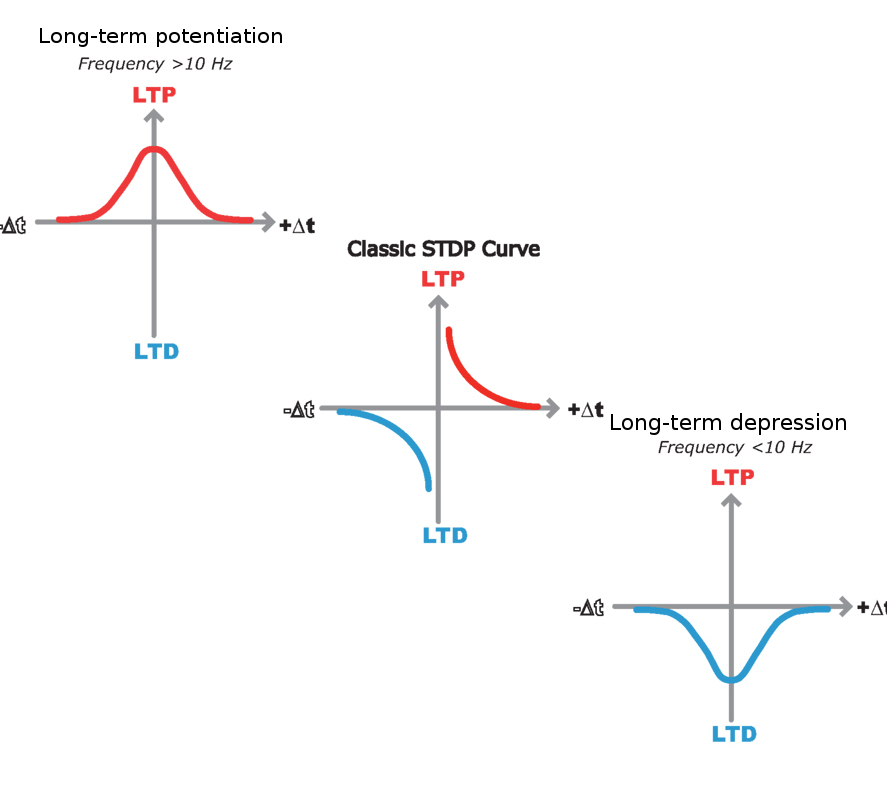 Long-term potentiation
Frequency >10 Hz
LTP
-Δt
+Δt
LTD
Classic STDP Curve
LTP
-Δt
+Δt
LTD
Long-term depression
Frequency <10 Hz
LTP
-Δt
+Δt
LTD